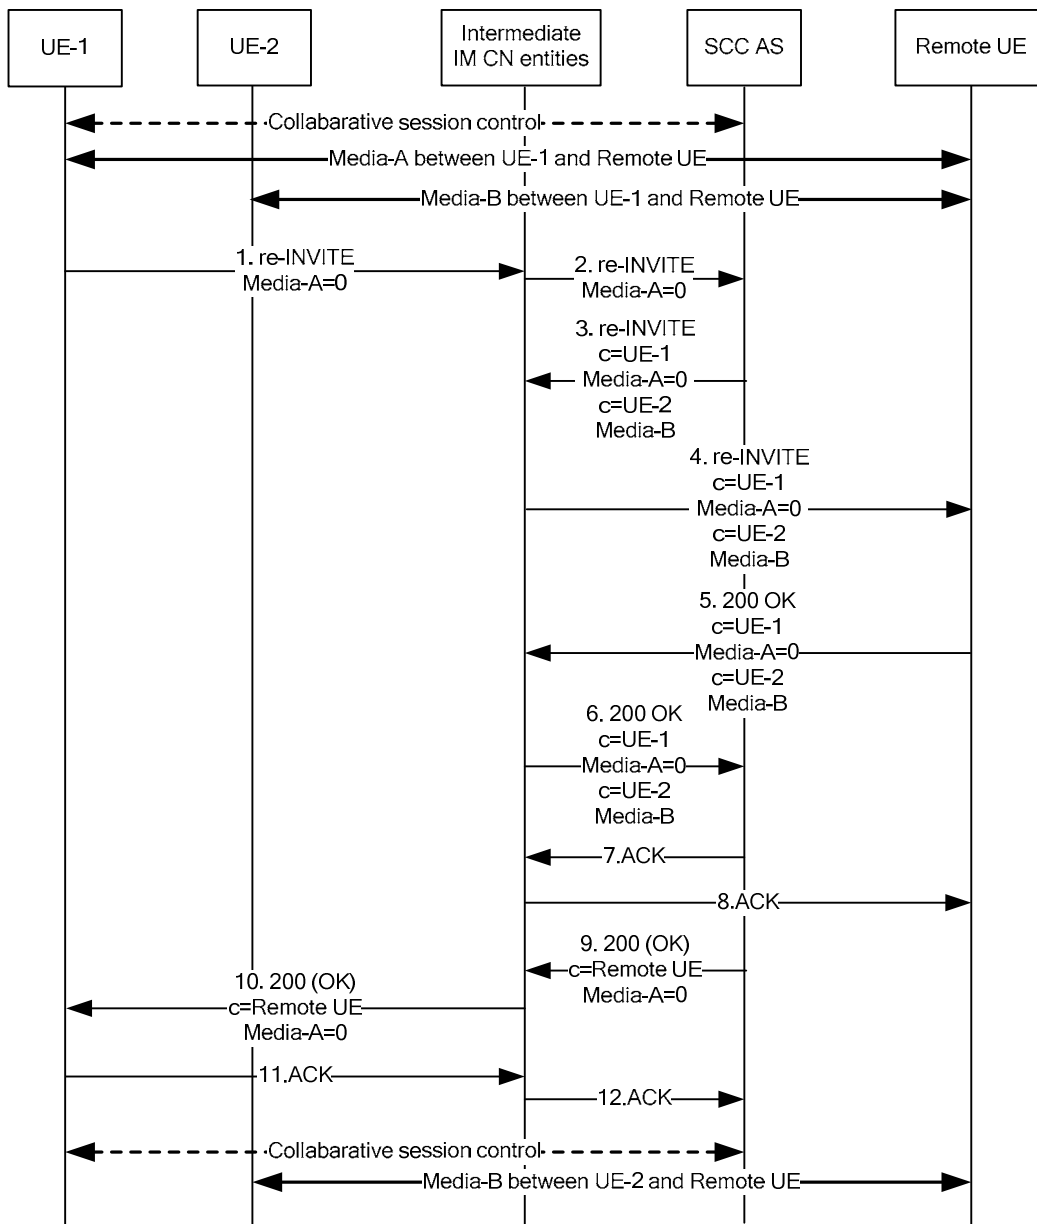 UE-1
UE-2
Intermediate
IM CN entities
SCC AS
Remote UE
Collabarative session control
Media-A between UE-1 and Remote UE
Media-B between UE-1 and Remote UE
1. re-INVITE
Media-A=0
2. re-INVITE
Media-A=0
3. re-INVITE
c=UE-1
Media-A=0
c=UE-2
Media-B
4. re-INVITE
c=UE-1
Media-A=0
c=UE-2
Media-B
5. 200 OK
c=UE-1
Media-A=0
c=UE-2
Media-B
6. 200 OK
c=UE-1
Media-A=0
c=UE-2
Media-B
7.ACK
8.ACK
9. 200 (OK)
c=Remote UE
Media-A=0
10. 200 (OK)
c=Remote UE
Media-A=0
11.ACK
12.ACK
Collabarative session control
Media-B between UE-2 and Remote UE